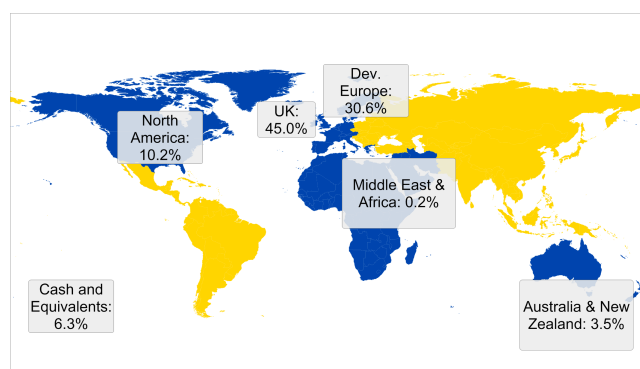 Dev.
Europe:
30.6%
UK:
45.0%
North
America:
10.2%
Middle East &
Africa: 0.2%
Cash and
Equivalents:
6.3%
Australia & New
Zealand: 3.5%